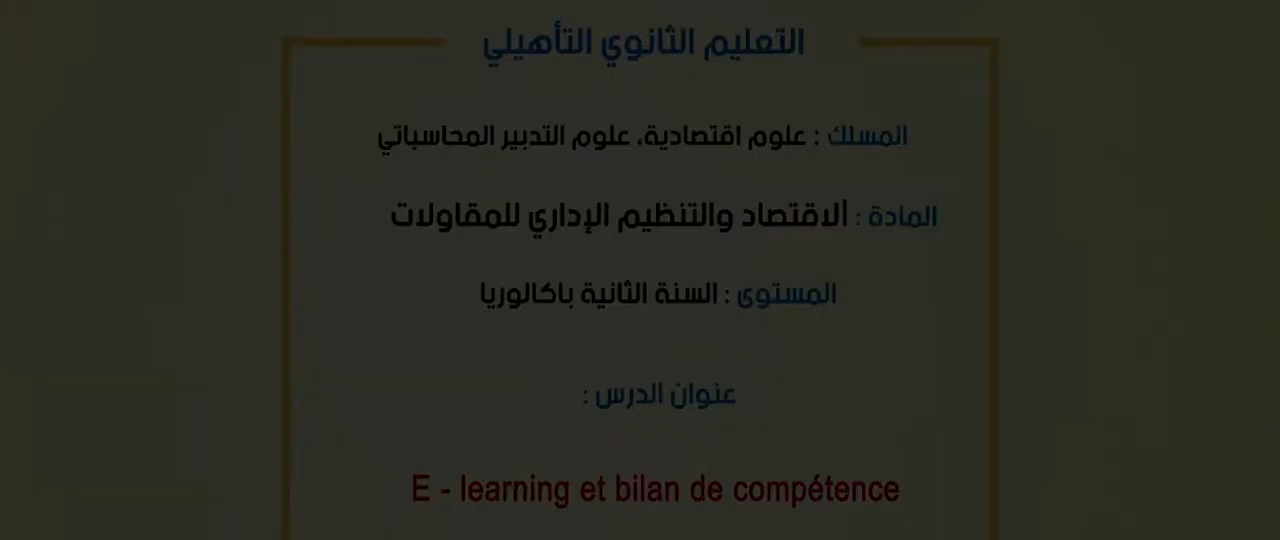 التعليم الثانوي التأهيلي
المسلك : علوم اقتصادية، علوم التدبير المحاسباتي
المادة : ألاقتصاد والتنظيم الإداري للمقاولات
المستوى : السنة الثانية باكالوريا
عنوان الدرس :
E - learning et bilan de compétence